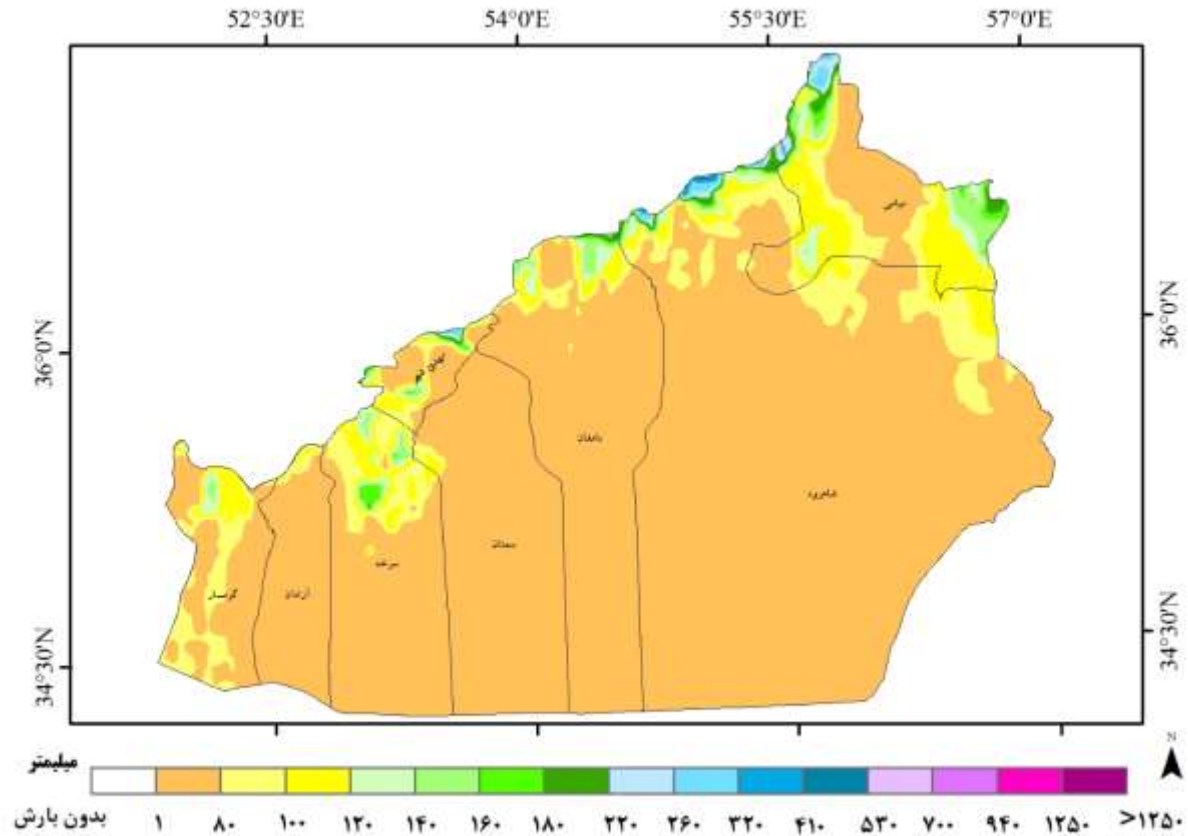 52°30'E 54°0'E 55°30'E 57°0'E
میامی
36°0'N
36°0'N
مهدی شهر
دامغان
شاهرود
سمنان
سرخه
آرادان
گرمسار
34°30'N
34°30'N
N
میلیمتر
بدون بارش ۱ ۸۰ ۱۰۰ ۱۲۰ ۱۴۰ ۱۶۰ ۱۸۰ ۲۲۰ ۲۶۰ ۳۲۰ ۴۱۰ ۵۳۰ ۷۰۰ ۹۴۰ ۱۲۵۰ >۱۲۵۰